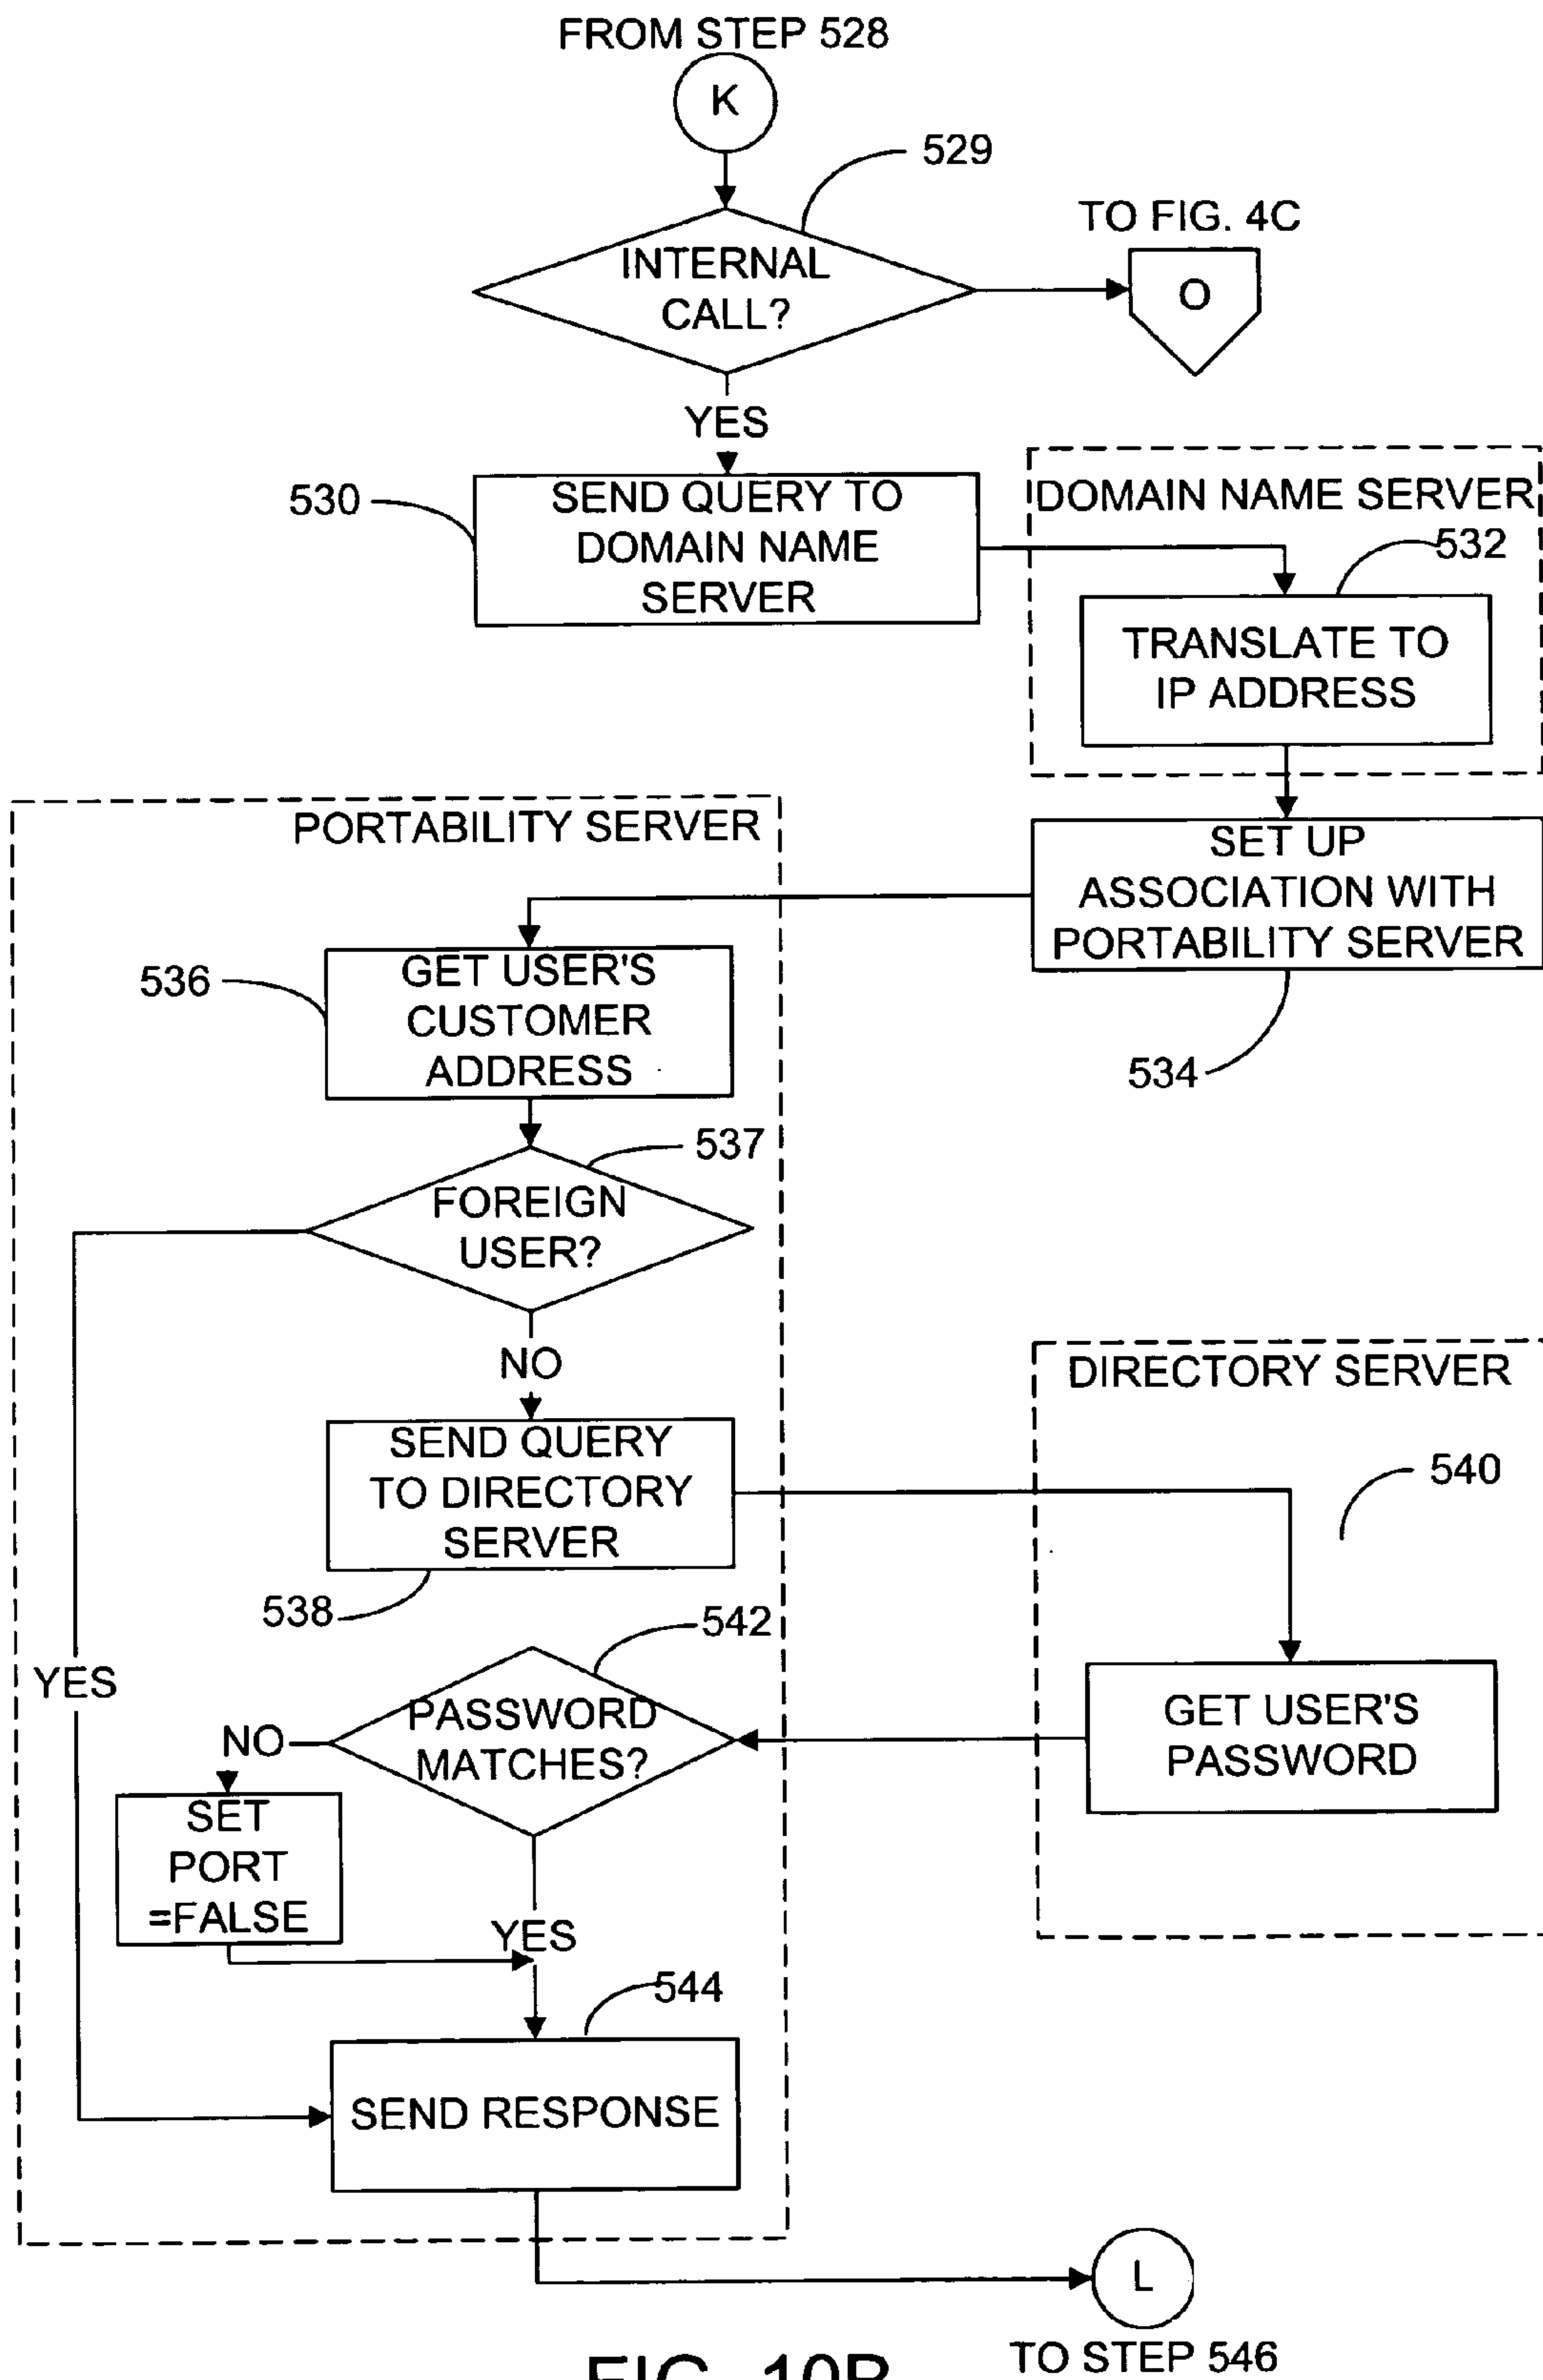 FROM STEP 528
K
529
TO FIG. 4C
INTERNAL
CALL?
O
YES
530
SEND QUERY TO
DOMAIN NAME
SERVER
DOMAIN NAME SERVER
532
TRANSLATE TO
IP ADDRESS
PORTABILITY SERVER
SET UP
ASSOCIATION WITH
PORTABILITY SERVER
534
536
GET USER'S
CUSTOMER
ADDRESS
537
FOREIGN
USER?
NO
DIRECTORY SERVER
SEND QUERY
TO DIRECTORY
SERVER
540
538
542
YES
PASSWORD
MATCHES?
GET USER'S
PASSWORD
NO
SET
PORT
=FALSE
YES
544
SEND RESPONSE
L
TO STEP 546
FIG. 10B